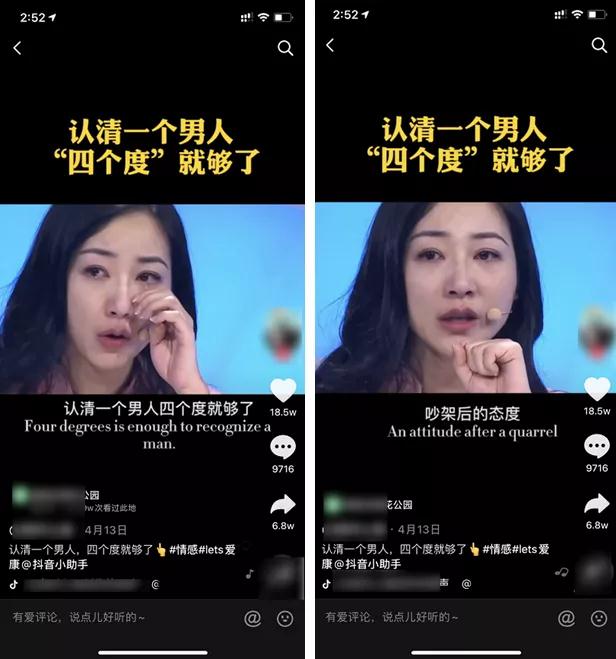 2:52
认清一个男人
“四个度”就够了
认清一个男人四个度就够了
Four degrees is enough to recognize a
man.
18.5w
9716
6.8w
公园
w次看过此地
4月13日
认清一个男人，四个度就够了👆#情感#lets爱
康@抖音小助手
@
有爱评论，说点儿好听的~
2:52
认清一个男人
“四个度”就够了
吵架后的态度
An attitude after a quarrel
18.5w
9716
6.8w
花公园
4月13日
认清一个男人，四个度就够了👆#情感#lets爱
康@抖音小助手
声 @
有爱评论，说点儿好听的~